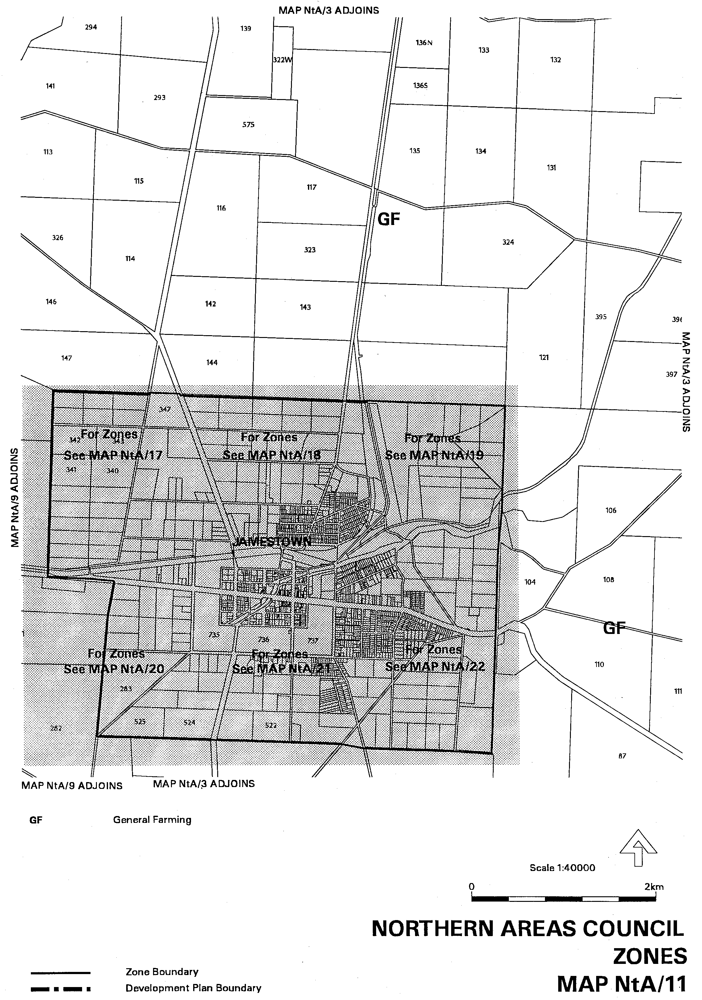 MAP NtA/3 ADJOINS
294
139
136N
133
132
322W
141
293
136S
575
113
135
134
131
115
117
116
GF
326
114
323
324
146
142
143
395
147
144
121
397
MAP NtA/3 ADJOINS
MAP NtA/9 ADJOINS
347
For Zones
See MAP NtA/17
For Zones
See MAP NtA/18
For Zones
See MAP NtA/19
342
343
341
340
106
JAMESTOWN
104
108
GF
735
736
737
For Zones
See MAP NtA/20
For Zones
See MAP NtA/21
For Zones
See MAP NtA/22
110
263
111
525
524
522
262
87
MAP NtA/9 ADJOINS
MAP NtA/3 ADJOINS
GF General Farming
Scale 1:40000
0 2km
NORTHERN AREAS COUNCIL
ZONES
MAP NtA/11
Zone Boundary
Development Plan Boundary